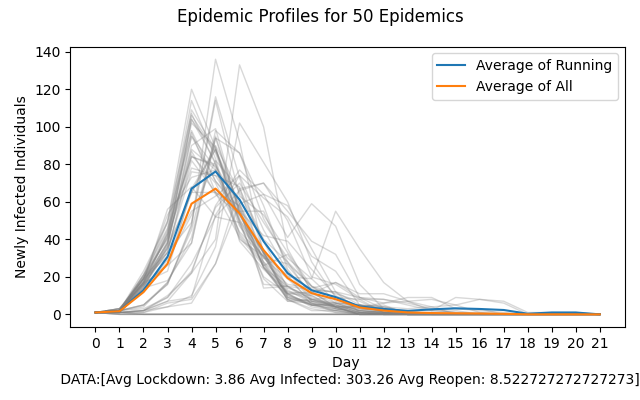 Epidemic Profiles for 50 Epidemics
Average of Running
Average of All
Newly Infected Individuals
140
120
100
80
60
40
20
0
0 1 2 3 4 5 6 7 8 9 10 11 12 13 14 15 16 17 18 19 20 21
Day
DATA:[Avg Lockdown: 3.86 Avg Infected: 303.26 Avg Reopen: 8.522727272727273]